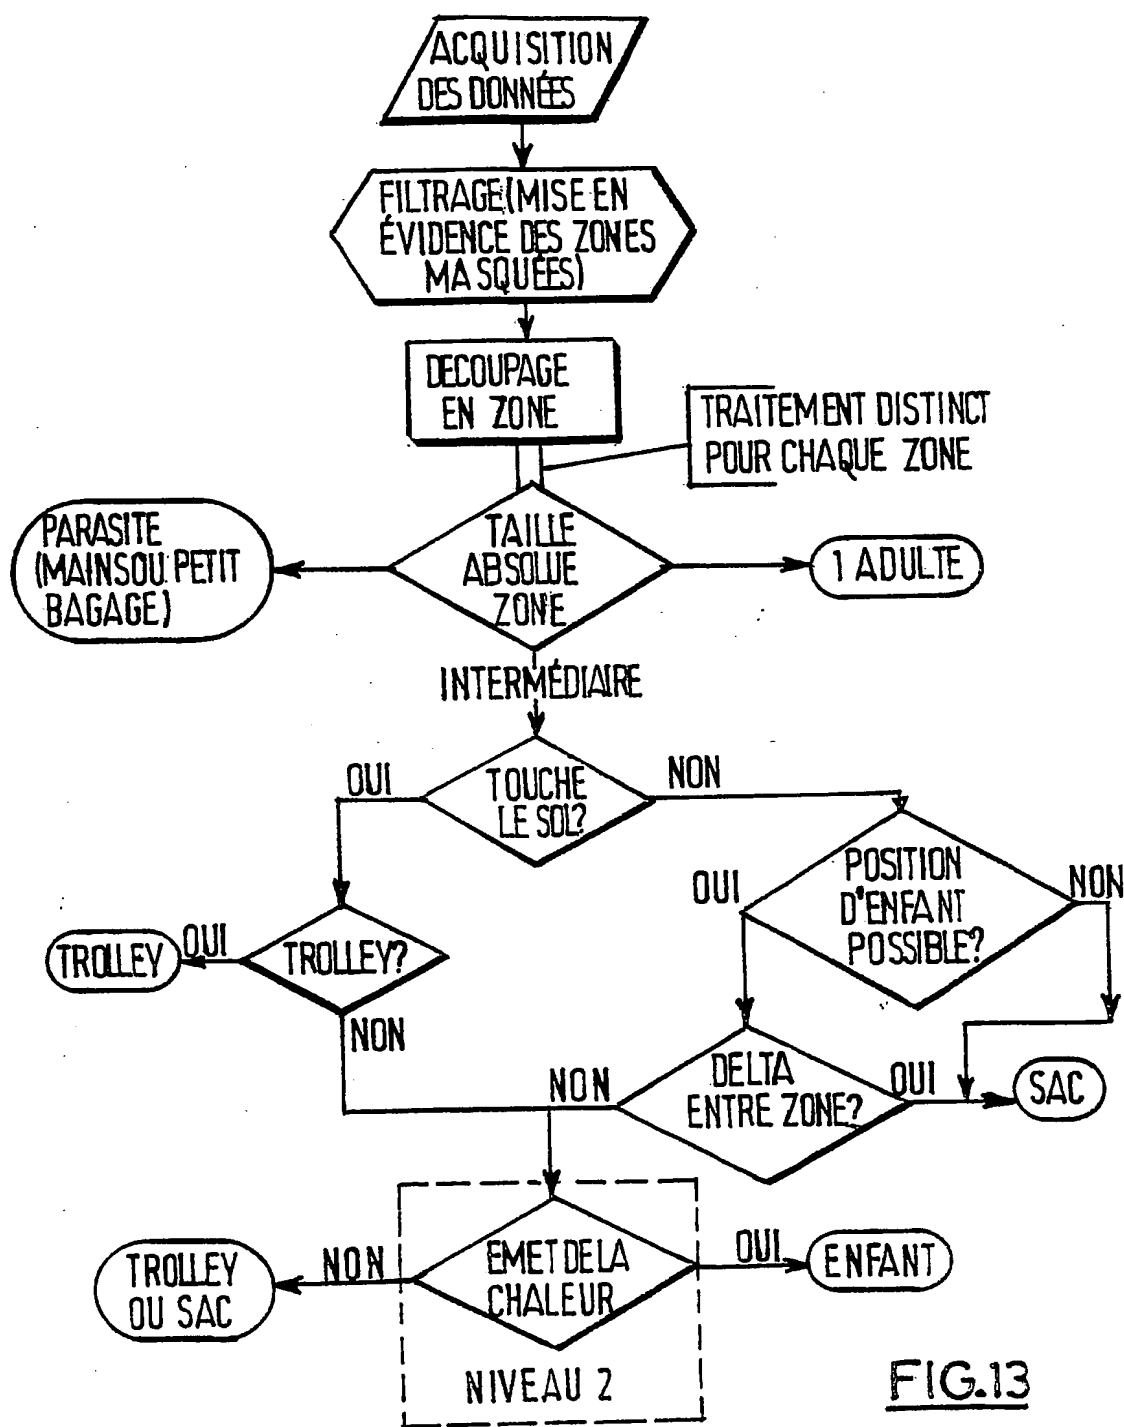 ACQUISITION
DES DONNÉES
FILTRAGE(MISE EN
ÉVIDENCE DES ZONES
MASQUÉES)
DECOUPAGE
EN ZONE
TRAITEMENT DISTINCT
POUR CHAQUE ZONE
TAILLE
ABSOLUE
ZONE
PARASITE
(MAINS OU PETIT
BAGAGE)
1 ADULTE
INTERMÉDIAIRE
TOUCHE
LE SOL?
OUI
NON
POSITION
D'ENFANT
POSSIBLE?
OUI
NON
TROLLEY?
OUI
TROLLEY
NON
DELTA
ENTRE ZONE?
NON
OUI
SAC
EMET DE LA
CHALEUR
NON
OUI
TROLLEY
OU SAC
ENFANT
NIVEAU 2
FIG.13